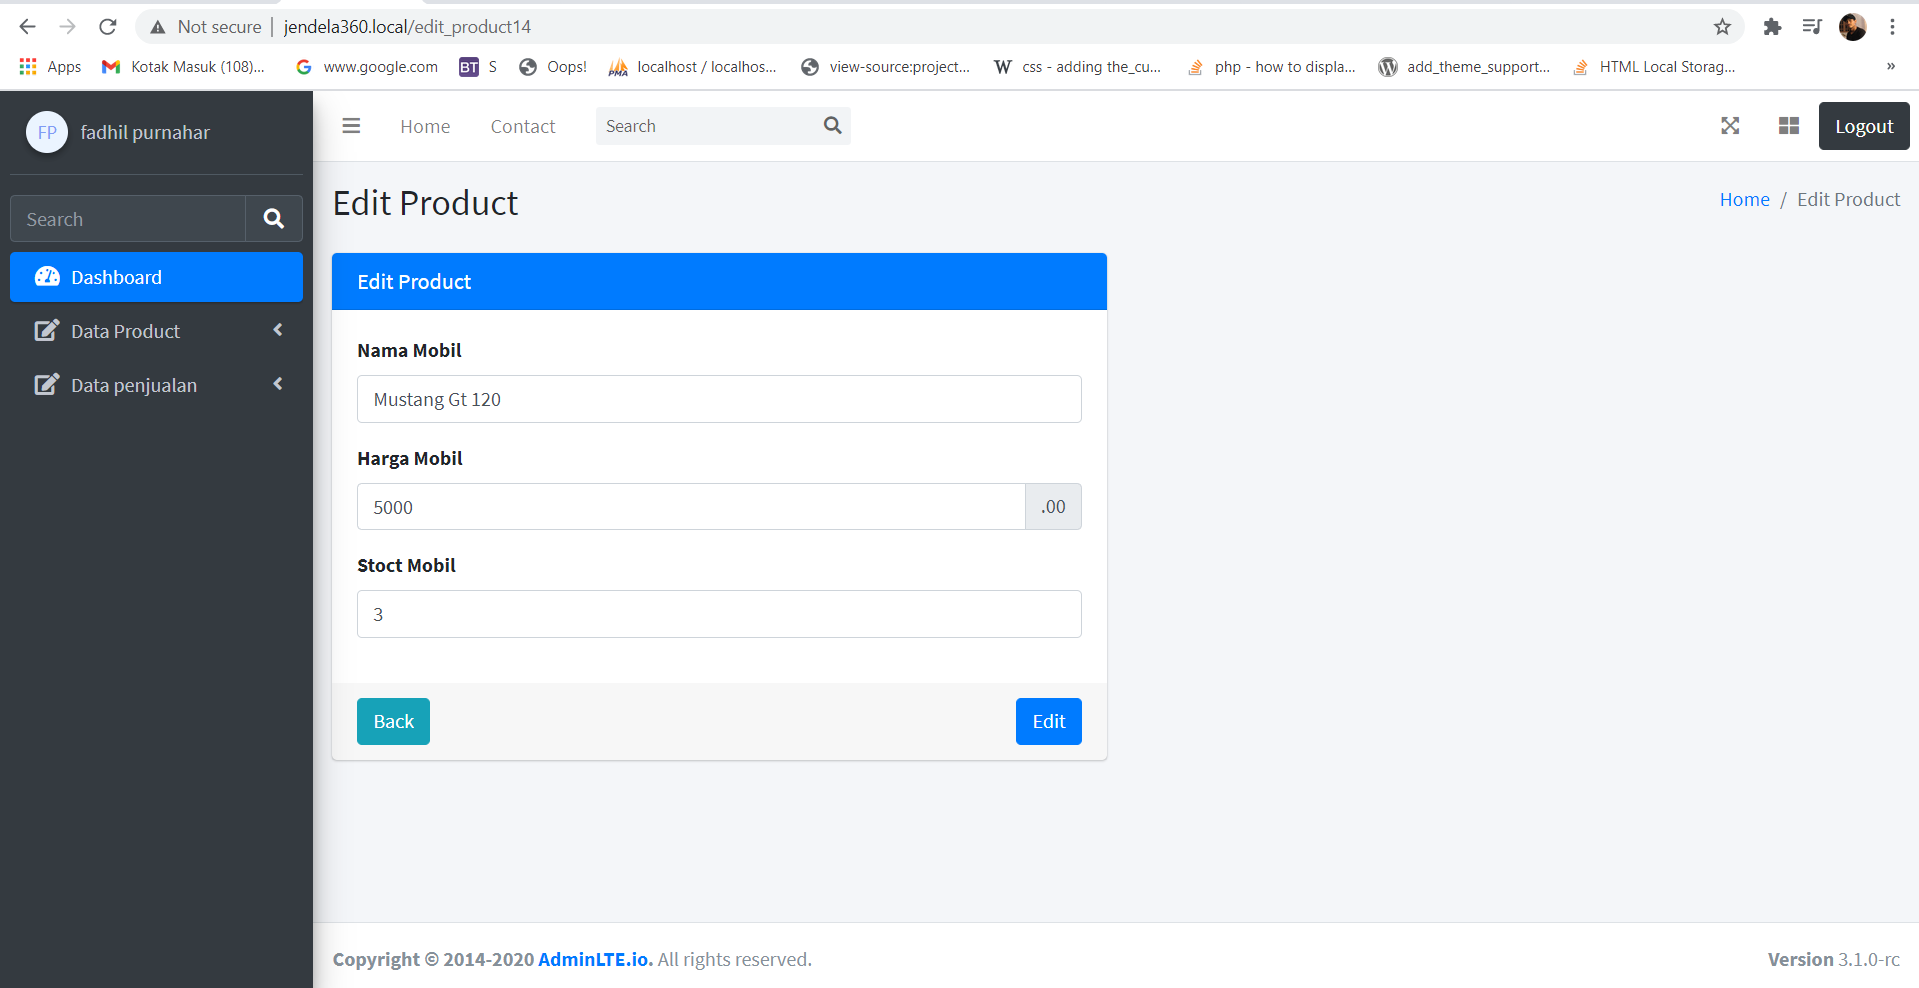 Not secure | jendela360.local/edit_product14
Apps Kotak Masuk (108)... www.google.com BT S Oops! PMA localhost / localhos... view-source:project... W css - adding the_cu... php - how to displa... add_theme_support... HTML Local Storag... »
FP fadhil purnahar
Home Contact Search Logout
Edit Product
Home / Edit Product
Search
Dashboard
Data Product
Data penjualan
Edit Product
Nama Mobil
Mustang Gt 120
Harga Mobil
5000 .00
Stoct Mobil
3
Back Edit
Copyright © 2014-2020 AdminLTE.io. All rights reserved. Version 3.1.0-rc